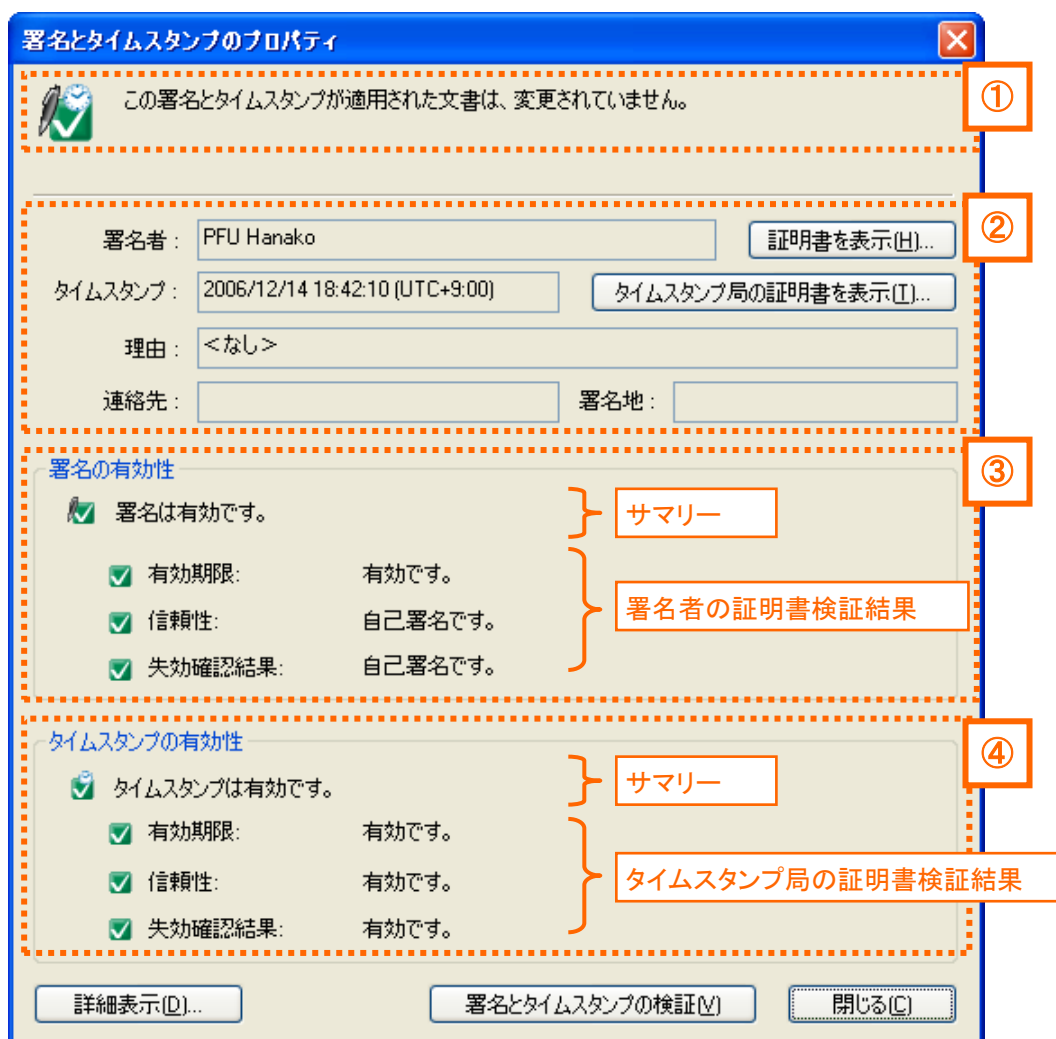 署名とタイムスタンプのプロパティ
この署名とタイムスタンプが適用された文書は、変更されていません。
①
②
署名者： PFU Hanako 証明書を表示(H)...
タイムスタンプ： 2006/12/14 18:42:10 (UTC+9:00) タイムスタンプ局の証明書を表示(T)...
理由： <なし>
連絡先： 署名地：
③
署名の有効性
署名は有効です。 サマリー
有効期限: 有効です。
信頼性: 自己署名です。 署名者の証明書検証結果
失効確認結果: 自己署名です。
④
タイムスタンプの有効性
タイムスタンプは有効です。 サマリー
有効期限: 有効です。
信頼性: 有効です。 タイムスタンプ局の証明書検証結果
失効確認結果: 有効です。
詳細表示(D)... 署名とタイムスタンプの検証(V) 閉じる(C)